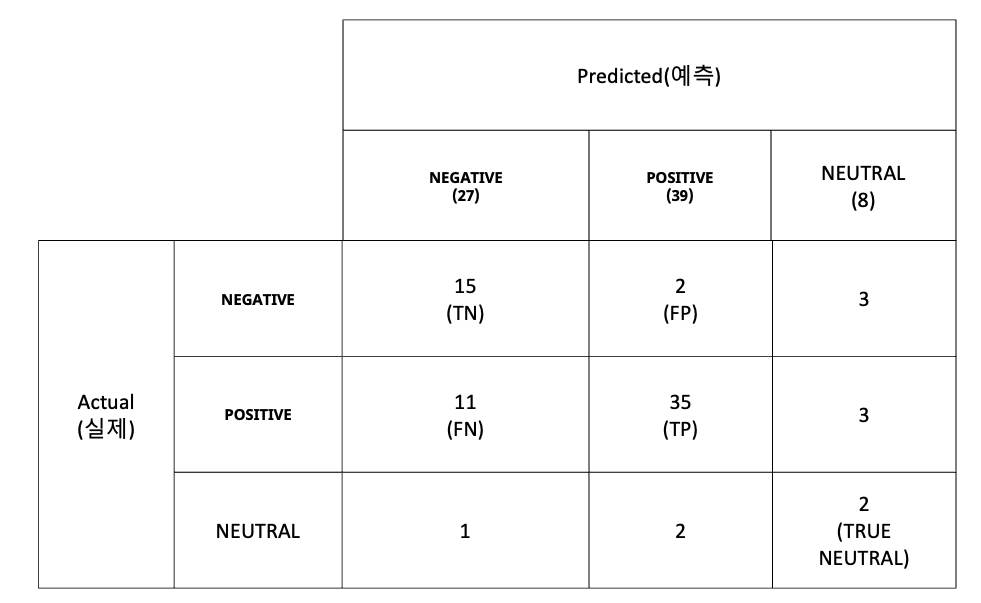 Predicted(예측)
NEGATIVE
(27)
POSITIVE
(39)
NEUTRAL
(8)
Actual
(실제)
NEGATIVE
15
(TN)
2
(FP)
3
POSITIVE
11
(FN)
35
(TP)
3
NEUTRAL
1
2
2
(TRUE
NEUTRAL)